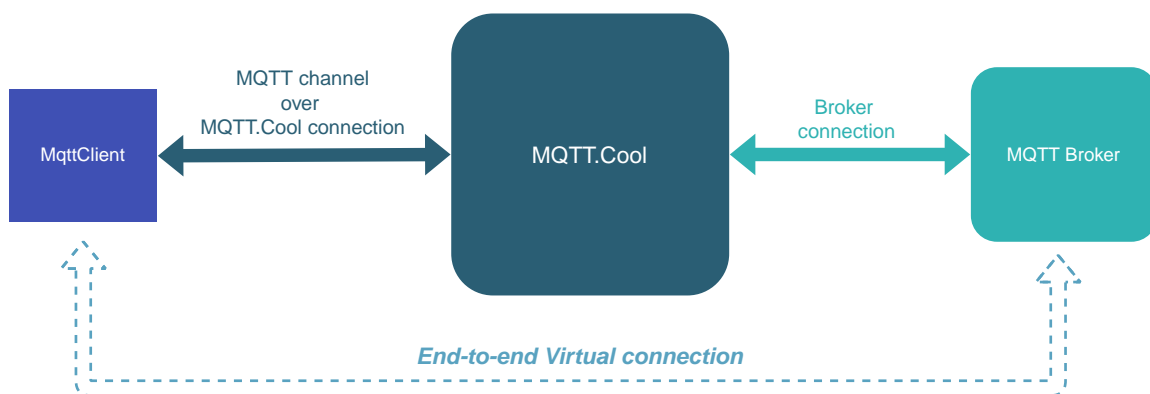 MqttClient
MQTT channel
over
MQTT.Cool connection
MQTT.Cool
Broker
connection
MQTT Broker
End-to-end Virtual connection